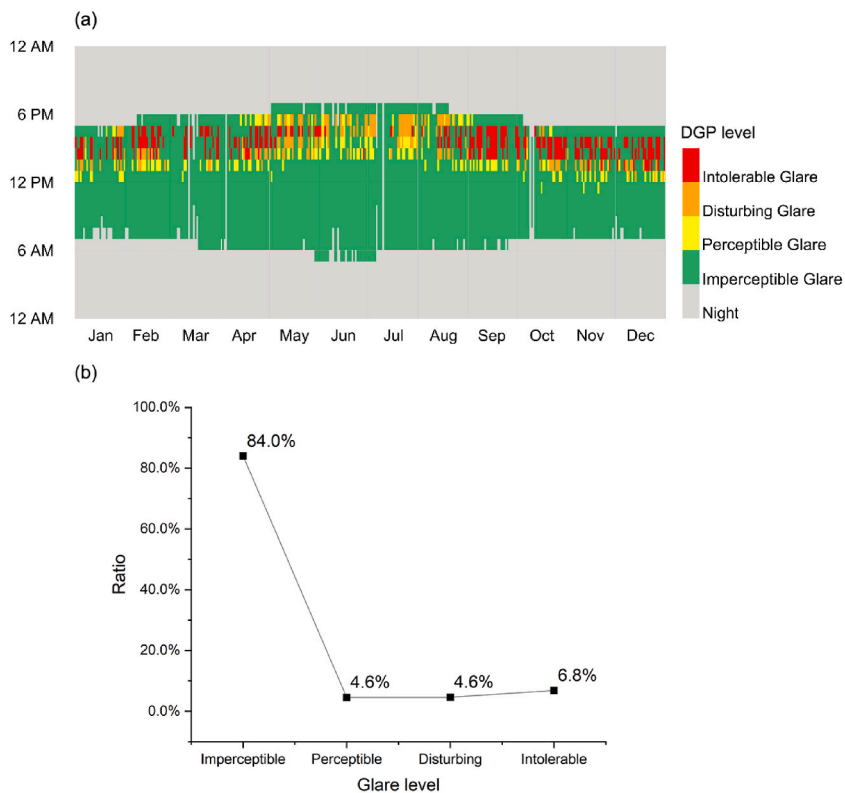 (a)
12 AM
6 PM
12 PM
6 AM
12 AM
Jan Feb Mar Apr May Jun Jul Aug Sep Oct Nov Dec
DGP level
Intolerable Glare
Disturbing Glare
Perceptible Glare
Imperceptible Glare
Night
(b)
100.0%
80.0%
60.0%
40.0%
20.0%
0.0%
Ratio
84.0%
4.6%
4.6%
6.8%
Imperceptible Perceptible Disturbing Intolerable
Glare level